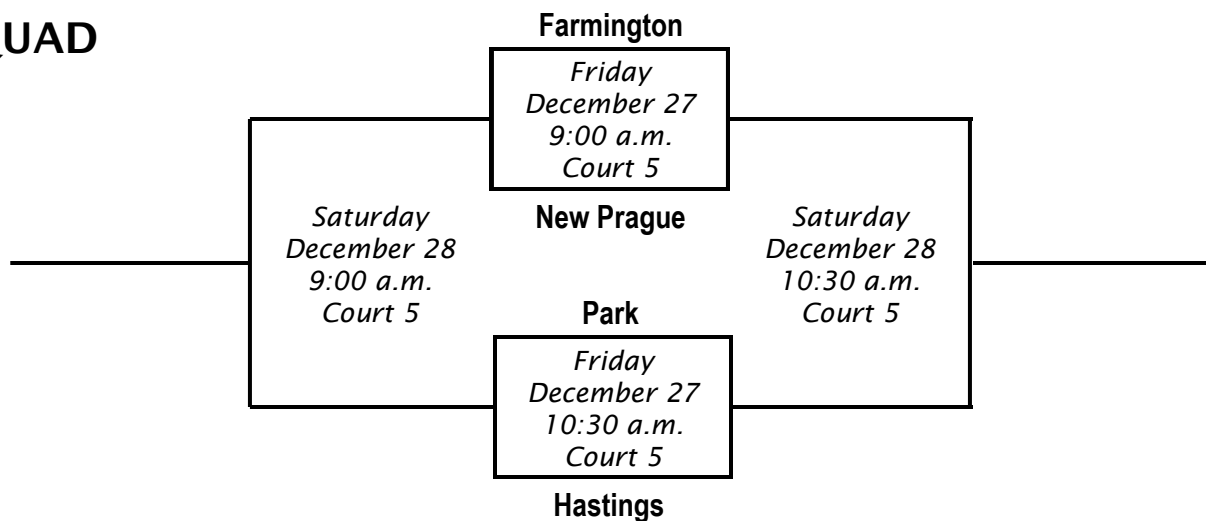 UAD
Farmington
Friday
December 27
9:00 a.m.
Court 5
New Prague
Saturday
December 28
9:00 a.m.
Court 5
Saturday
December 28
10:30 a.m.
Court 5
Park
Friday
December 27
10:30 a.m.
Court 5
Hastings